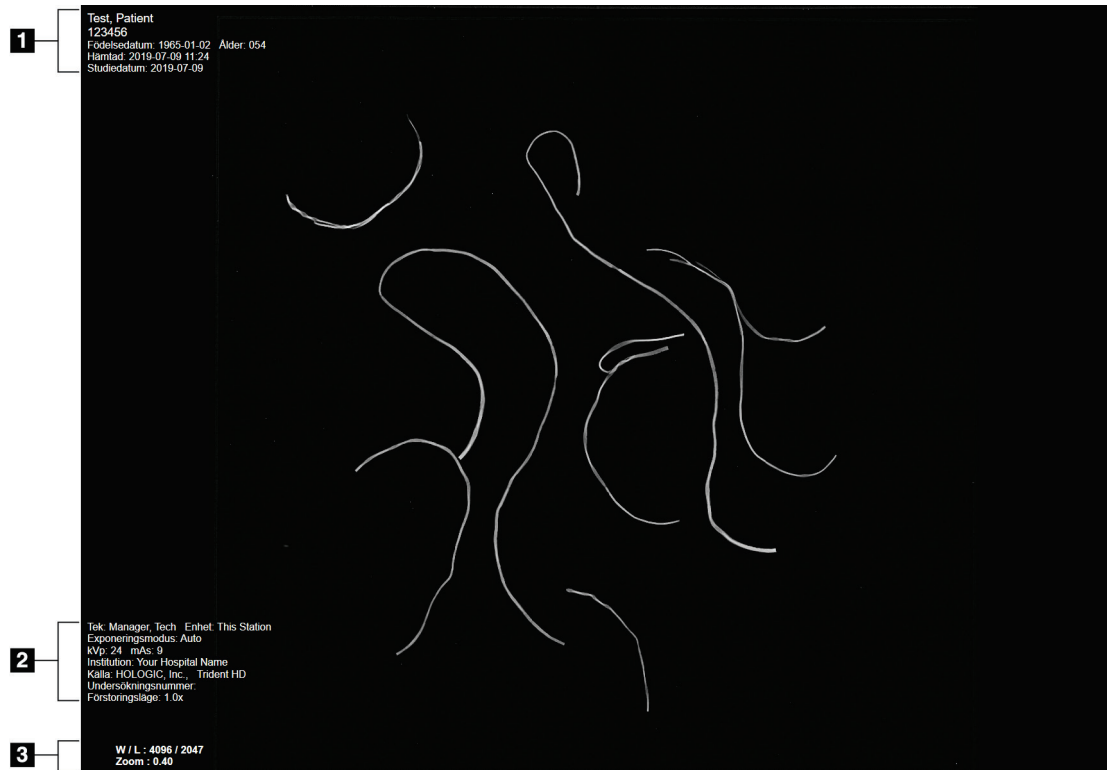 1
Test, Patient
123456
Födelsedatum: 1965-01-02 Ålder: 054
Hämtad: 2019-07-09 11:24
Studiedatum: 2019-07-09
2
Tek: Manager, Tech Enhet: This Station
Exponeringsmodus: Auto
kVp: 24 mAs: 9
Institution: Your Hospital Name
Källa: HOLOGIC, Inc., Trident HD
Undersökningsnummer:
Förstoringsläge: 1.0x
3
W / L : 4096 / 2047
Zoom : 0.40